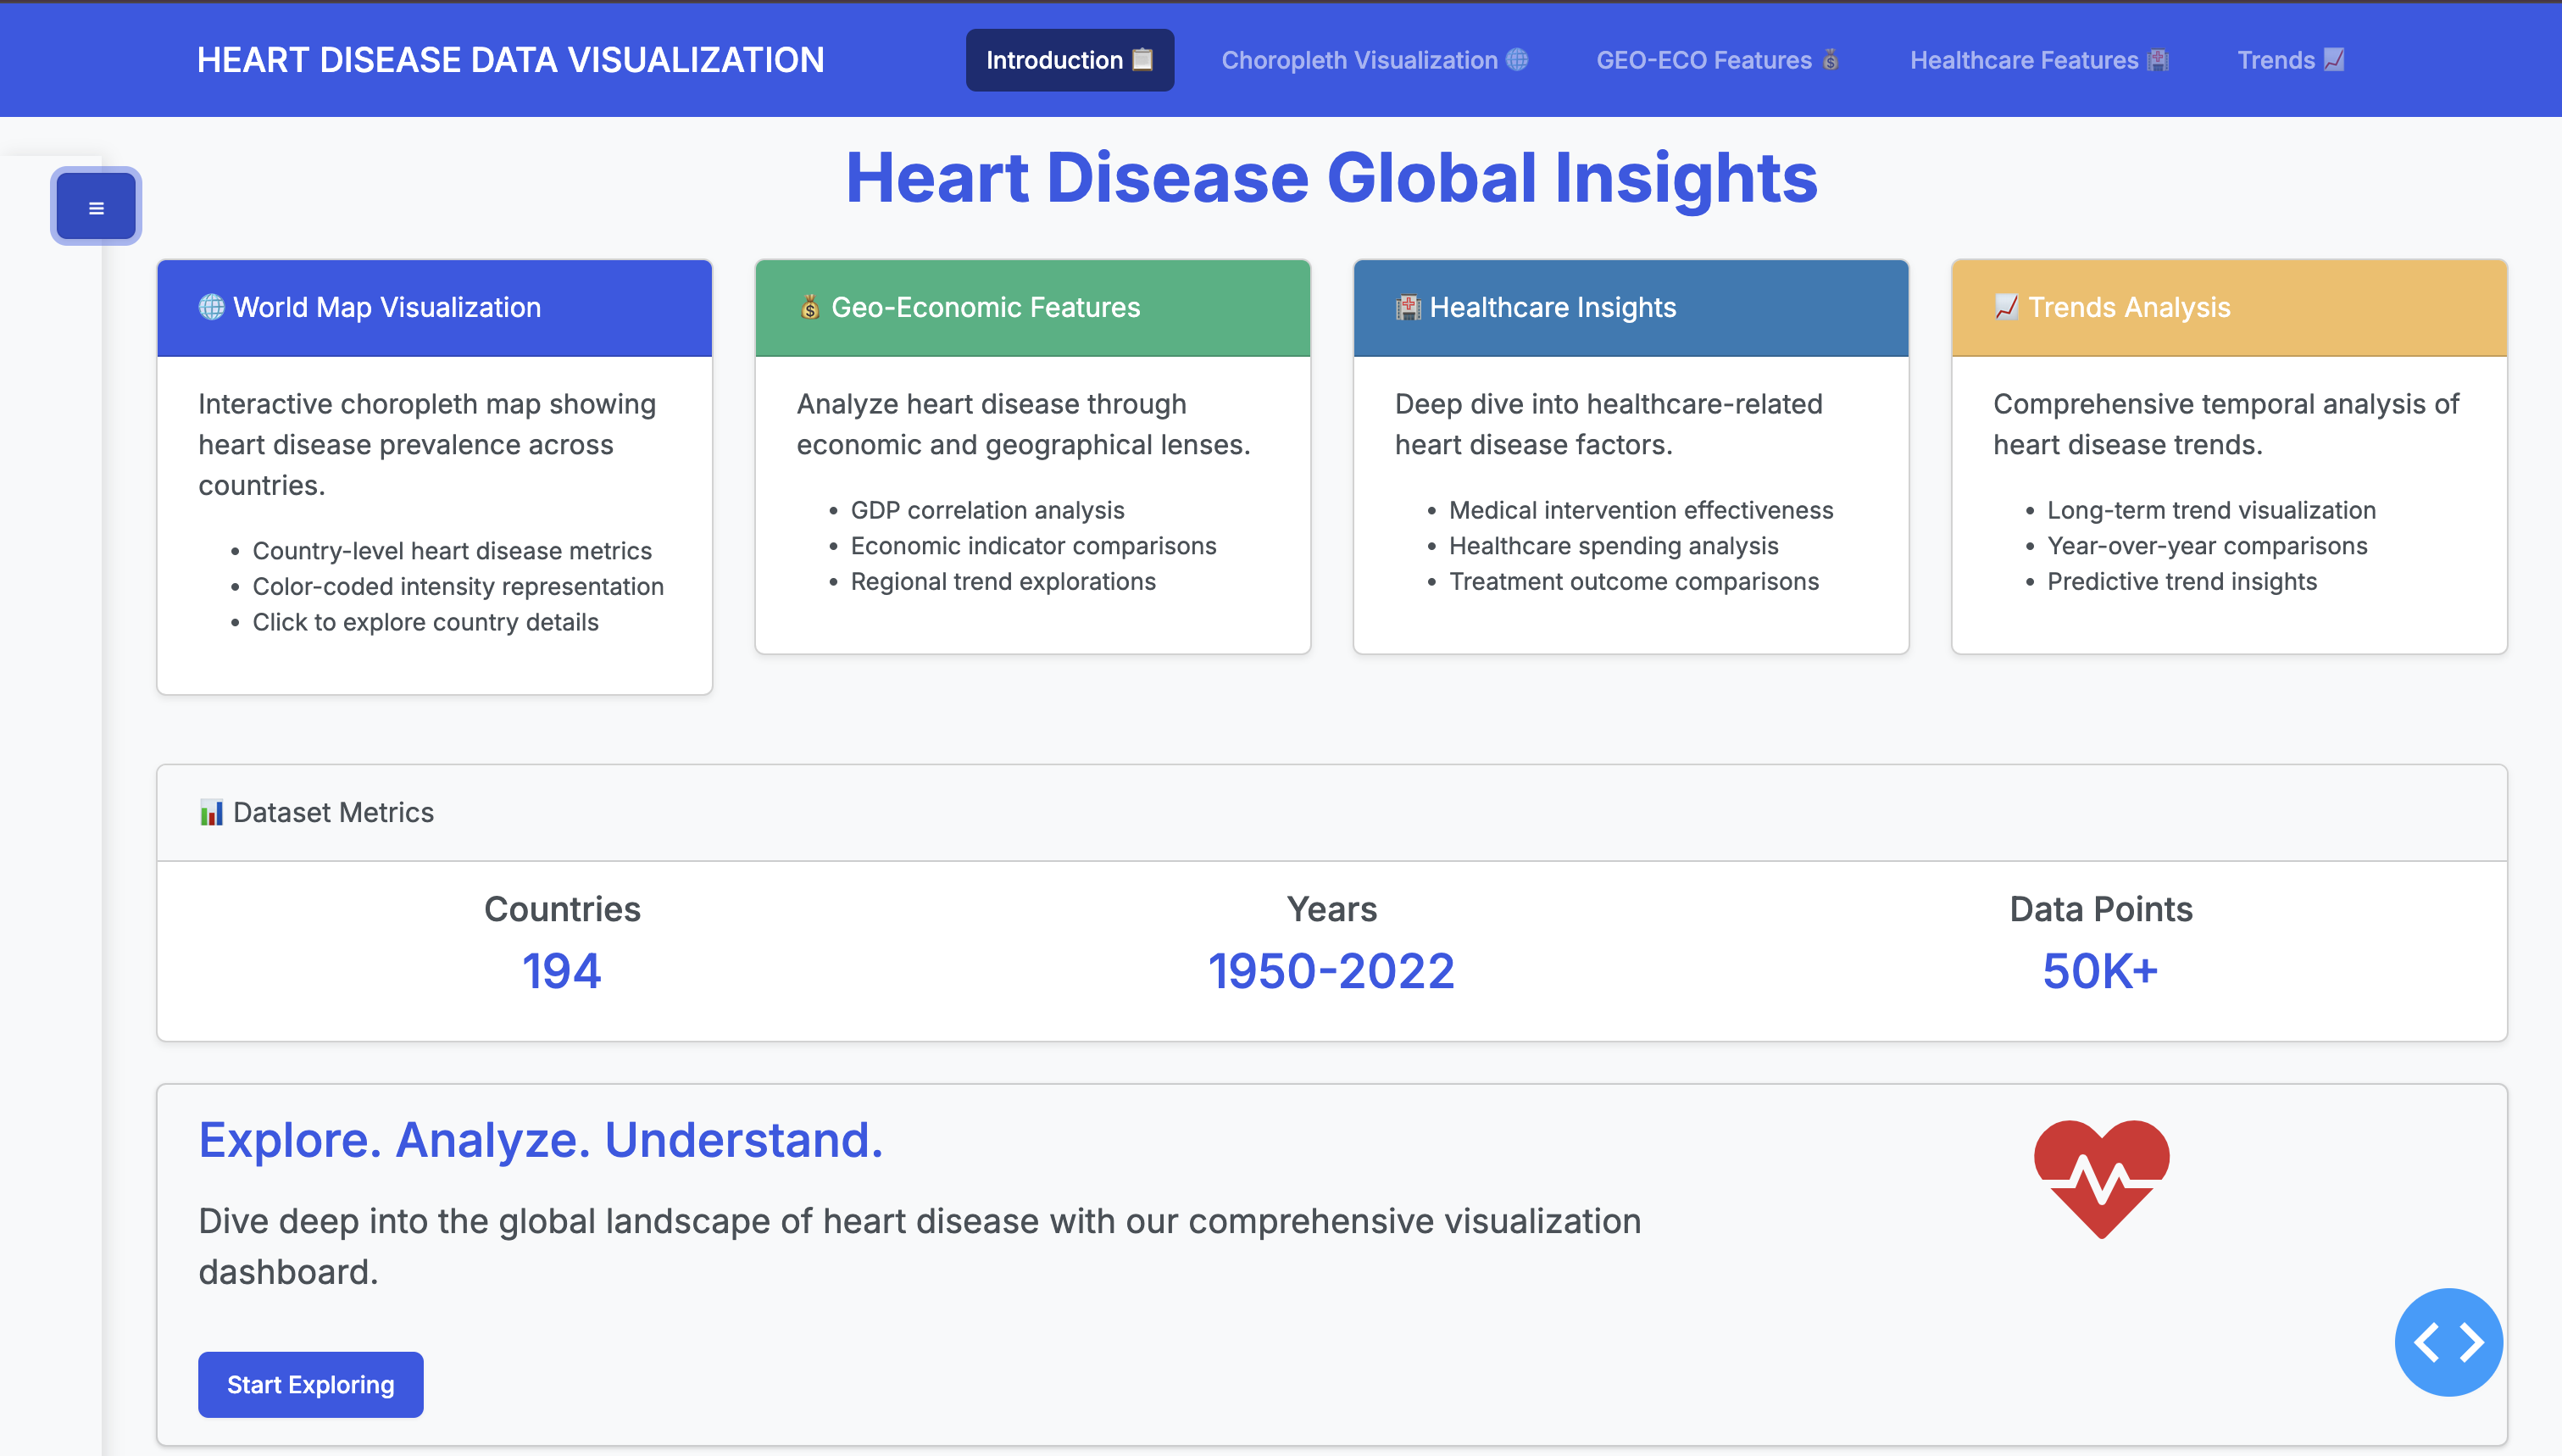 HEART DISEASE DATA VISUALIZATION
Introduction 📋
Choropleth Visualization 🌐
GEO-ECO Features 💰
Healthcare Features 🏥
Trends 📈
Heart Disease Global Insights
🌐 World Map Visualization
Interactive choropleth map showing
heart disease prevalence across
countries.
• Country-level heart disease metrics
• Color-coded intensity representation
• Click to explore country details
💰 Geo-Economic Features
Analyze heart disease through
economic and geographical lenses.
• GDP correlation analysis
• Economic indicator comparisons
• Regional trend explorations
🏥 Healthcare Insights
Deep dive into healthcare-related
heart disease factors.
• Medical intervention effectiveness
• Healthcare spending analysis
• Treatment outcome comparisons
📈 Trends Analysis
Comprehensive temporal analysis of
heart disease trends.
• Long-term trend visualization
• Year-over-year comparisons
• Predictive trend insights
📊 Dataset Metrics
Countries
194
Years
1950-2022
Data Points
50K+
Explore. Analyze. Understand.
Dive deep into the global landscape of heart disease with our comprehensive visualization
dashboard.
Start Exploring